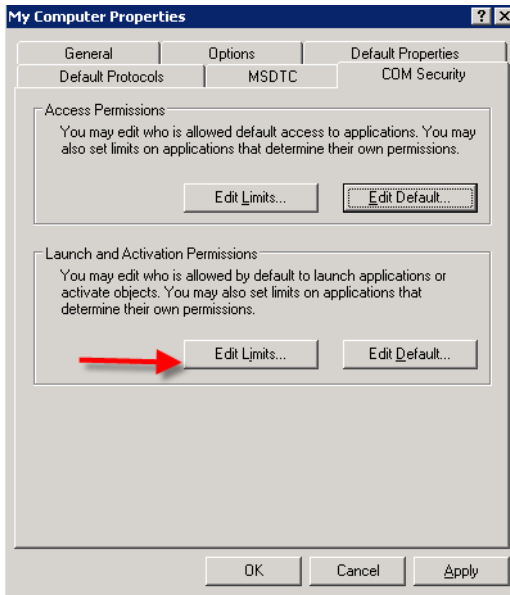 My Computer Properties
General Options Default Properties
Default Protocols MSDTC COM Security
Access Permissions
You may edit who is allowed default access to applications. You may
also set limits on applications that determine their own permissions.
Edit Limits... Edit Default...
Launch and Activation Permissions
You may edit who is allowed by default to launch applications or
activate objects. You may also set limits on applications that
determine their own permissions.
Edit Limits... Edit Default...
OK Cancel Apply